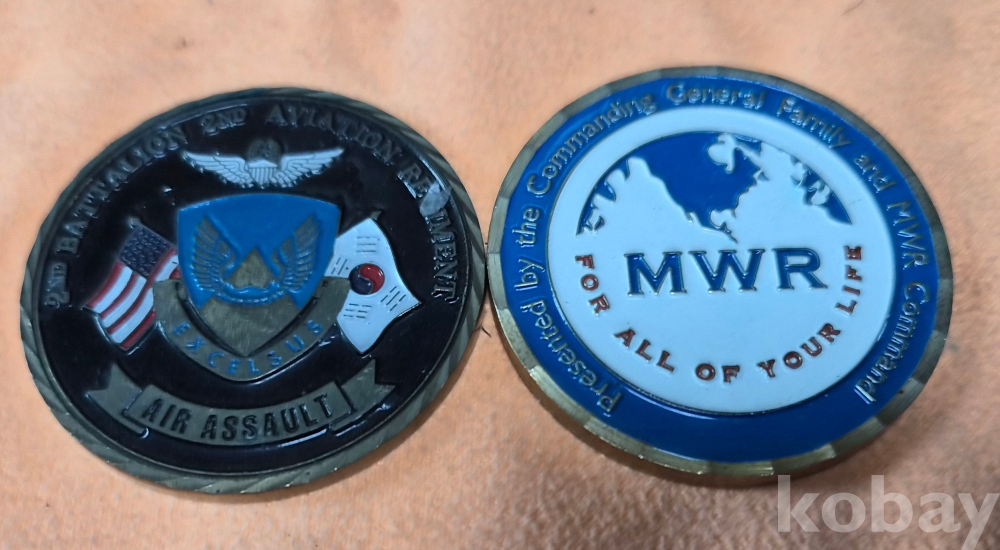 2ND BATTALION 2ND AVIATION REGIMENT
EXCELSUS
AIR ASSAULT
Presented by the Commanding General Family and MWR Command
MWR
FOR ALL OF YOUR LIFE
kobay